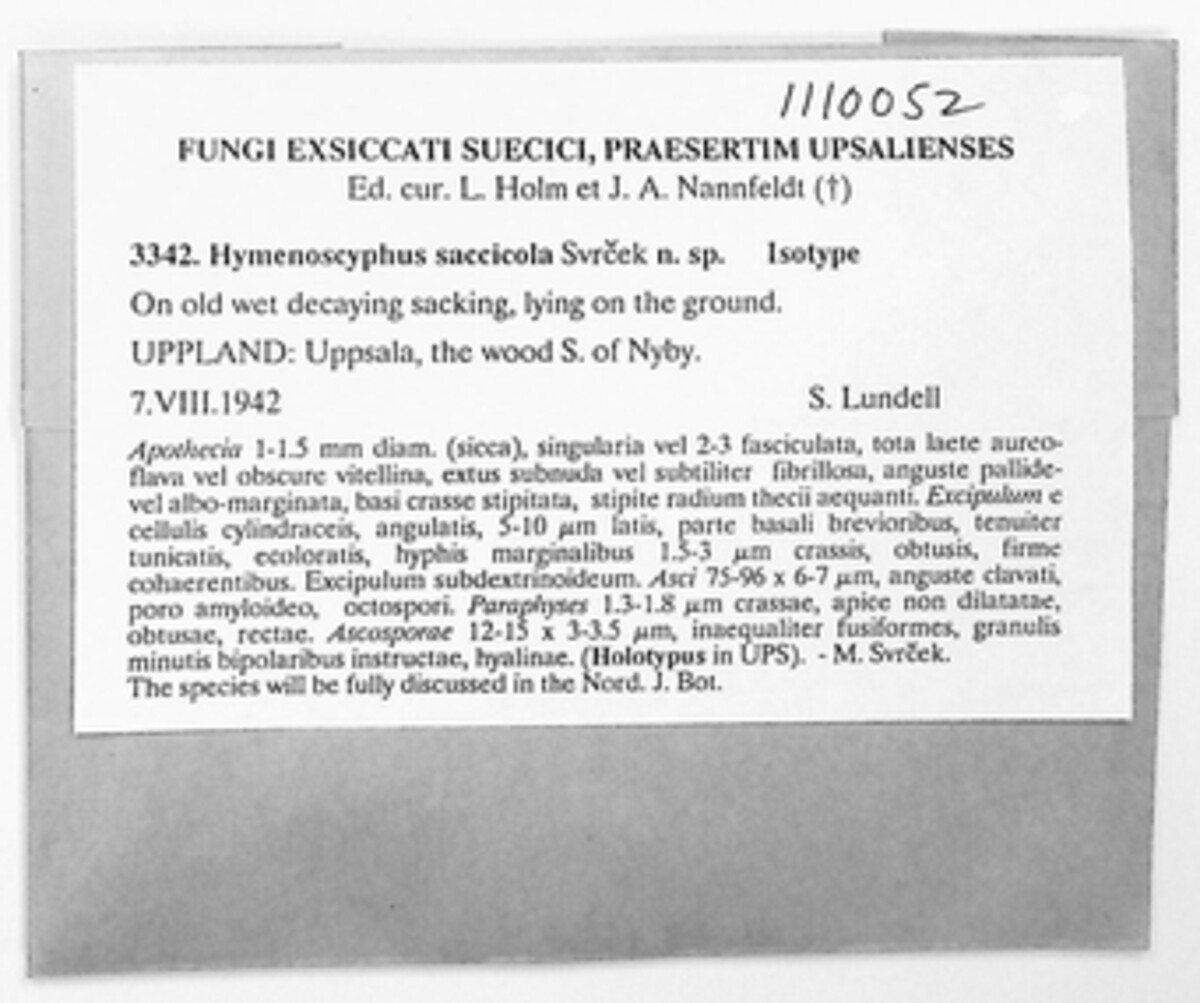 1110052
FUNGI EXSICCATI SUECICI, PRAESERTIM UPSALIENSES
Ed. cur. L. Holm et J. A. Nannfeldt (†)
3342. Hymenoscyphus saccicola Svrček n. sp. Isotype
On old wet decaying sacking, lying on the ground.
UPPLAND: Uppsala, the wood S. of Nyby.
7.VIII.1942 S. Lundell
Apothecia 1-1.5 mm diam. (sicca), singularia vel 2-3 fasciculata, tota laete aureo-
flava vel obscure vitellina, extus subnuda vel subtiliter fibrillosa, anguste pallide-
vel albo-marginata, basi crasse stipitata, stipite radium thecii aequanti. Excipulum e
cellulis cylindraceis, angulatis, 5-10 µm latis, parte basali brevioribus, tenuiter
tunicatis, ecoloratis, hyphis marginalibus 1.5-3 µm crassis, obtusis, firme
cohaerentibus. Excipulum subdextrinoideum. Asci 75-96 x 6-7 µm, anguste clavati,
poro amyloideo, octospori. Paraphyses 1.3-1.8 µm crassae, apice non dilatatae,
obtusae, rectae. Ascosporae 12-15 x 3-3.5 µm, inaequaliter fusiformes, granulis
minutis bipolaribus instructae, hyalinae. (Holotypus in UPS). - M. Svrček.
The species will be fully discussed in the Nord. J. Bot.